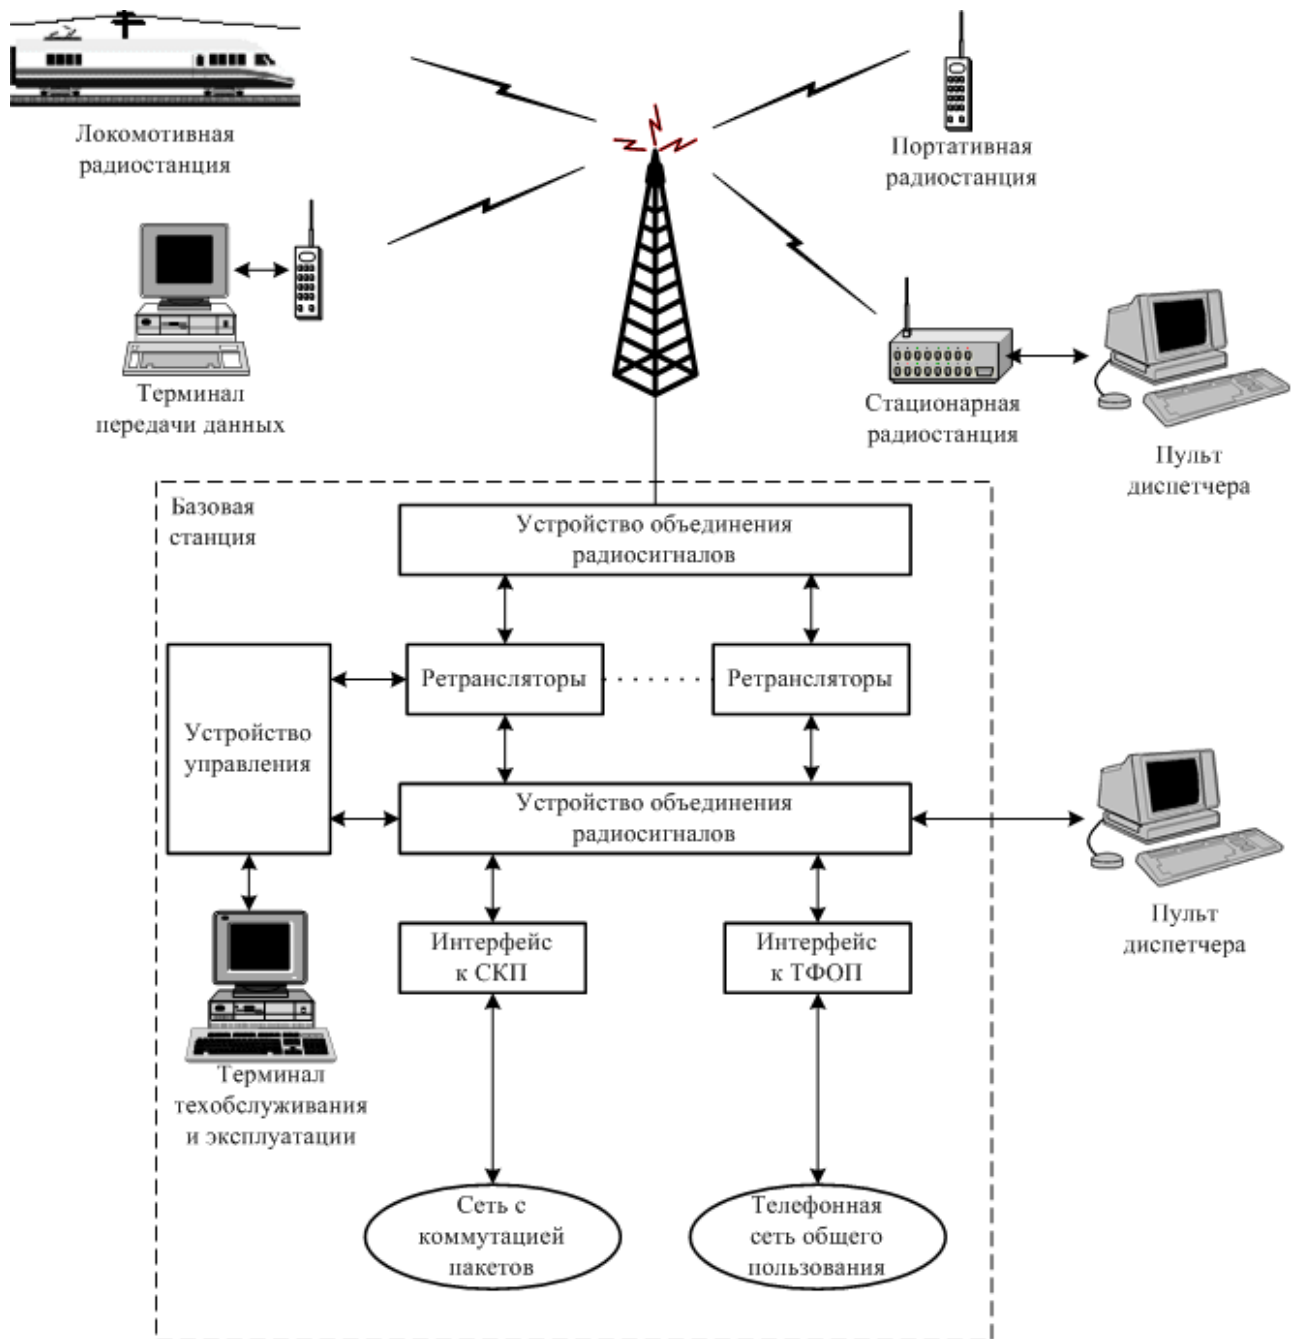 Локомотивная
радиостанция
Портативная
радиостанция
Терминал
передачи данных
Стационарная
радиостанция
Пульт
диспетчера
Базовая
станция
Устройство объединения
радиосигналов
Ретрансляторы
Ретрансляторы
Устройство
управления
Устройство объединения
радиосигналов
Пульт
диспетчера
Интерфейс
к СКП
Интерфейс
к ТФОП
Терминал
техобслуживания
и эксплуатации
Сеть с
коммутацией
пакетов
Телефонная
сеть общего
пользования